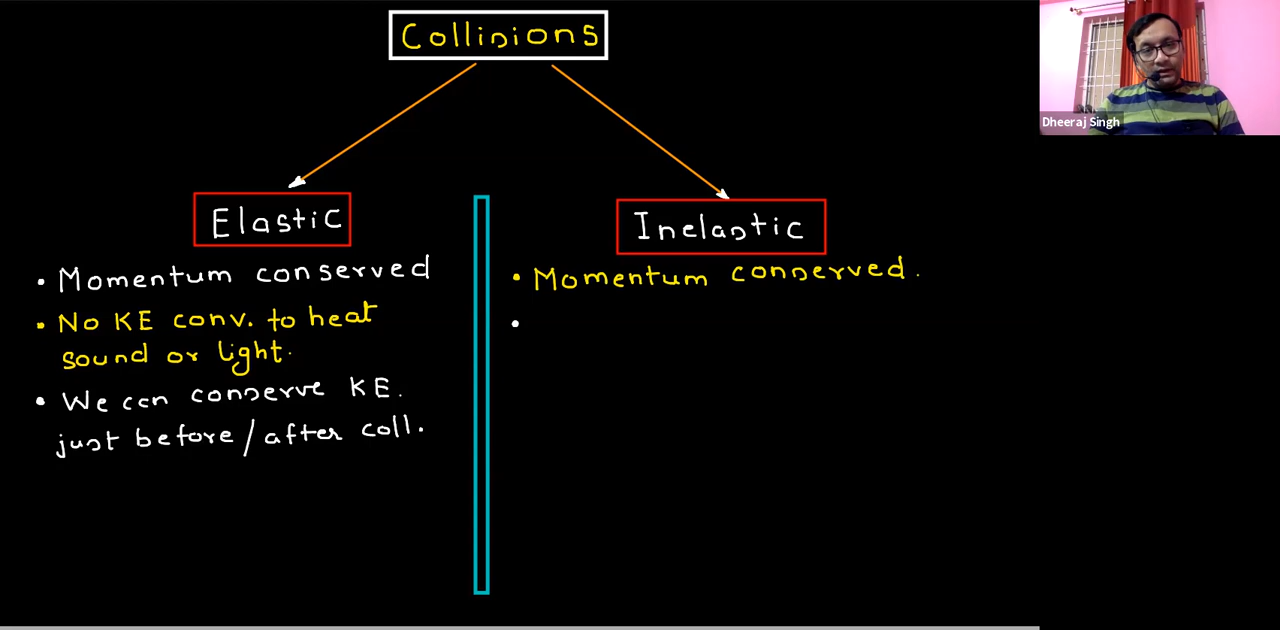 Collisions
Dheeraj Singh
Elastic
• Momentum conserved
• No KE conv. to heat
sound or light.
• We can conserve KE.
just before/after coll.
Inelastic
• Momentum conserved.
•